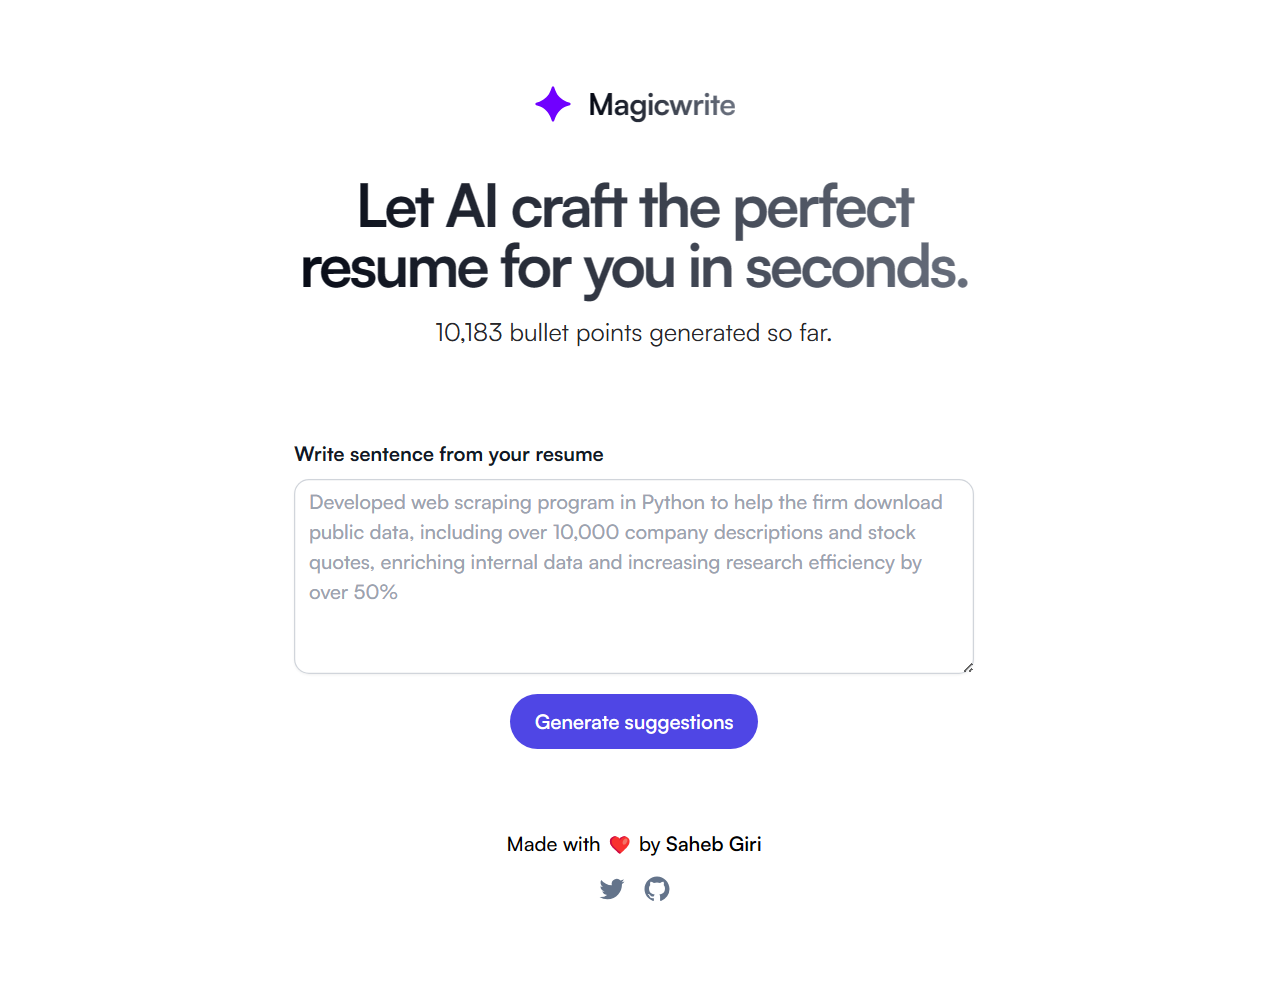 Magicwrite
Let AI craft the perfect
resume for you in seconds.
10,183 bullet points generated so far.
Write sentence from your resume
Developed web scraping program in Python to help the firm download
public data, including over 10,000 company descriptions and stock
quotes, enriching internal data and increasing research efficiency by
over 50%
Generate suggestions
Made with ❤️ by Saheb Giri